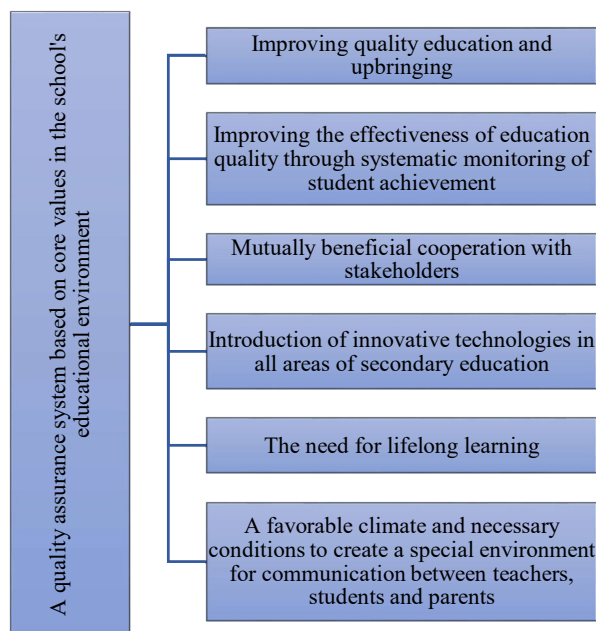 A quality assurance system based on core values in the school's
educational environment
Improving quality education and
upbringing
Improving the effectiveness of education
quality through systematic monitoring of
student achievement
Mutually beneficial cooperation with
stakeholders
Introduction of innovative technologies in
all areas of secondary education
The need for lifelong learning
A favorable climate and necessary
conditions to create a special environment
for communication between teachers,
students and parents